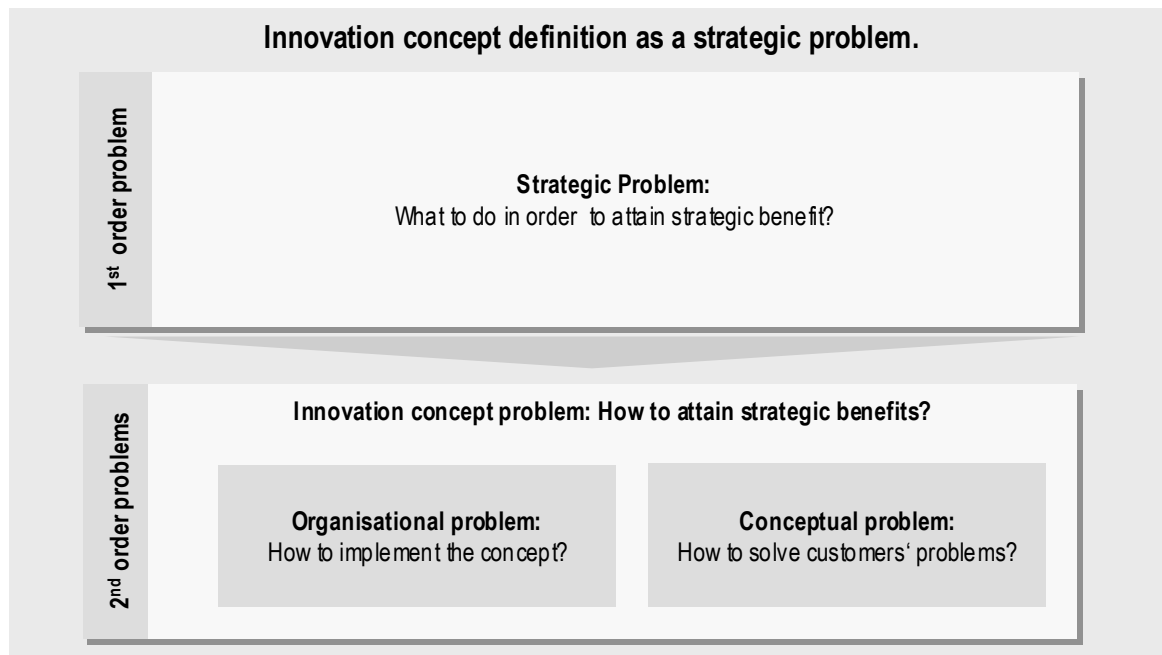 Innovation concept definition as a strategic problem.
1st order problem
Strategic Problem:
What to do in order to attain strategic benefit?
2nd order problems
Innovation concept problem: How to attain strategic benefits?
Organisational problem:
How to implement the concept?
Conceptual problem:
How to solve customers‘ problems?